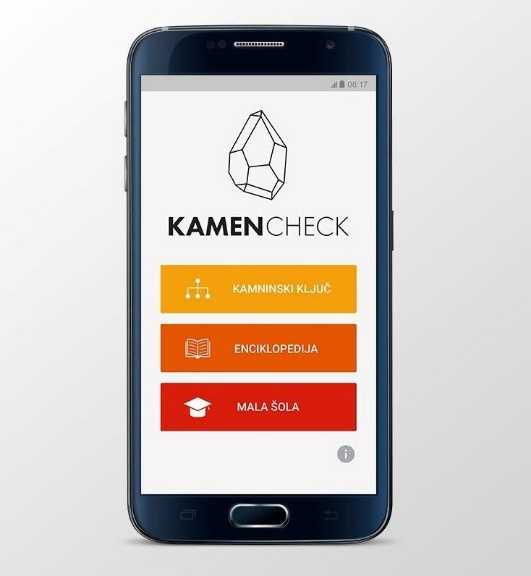 08:17
KAMENCHECK
KAMNINSKI KLJUČ
ENCIKLOPEDIJA
MALA ŠOLA
i